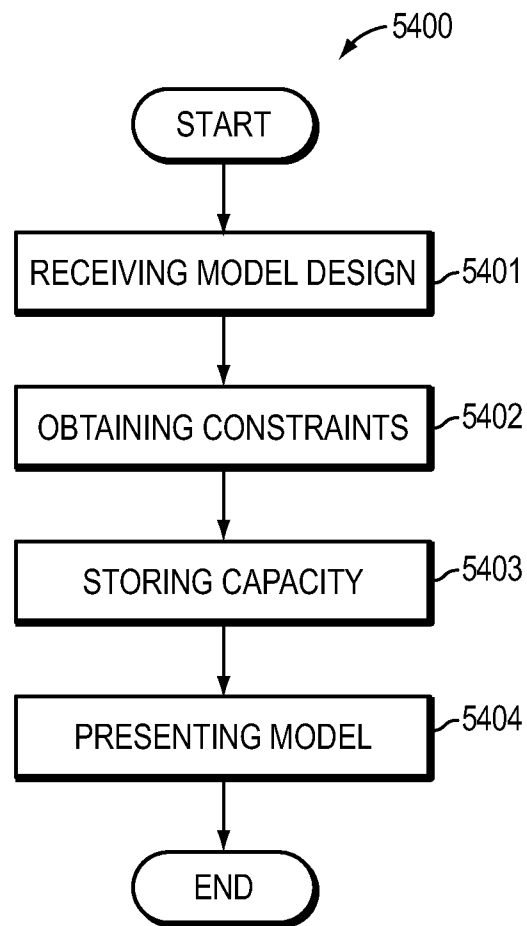 5400
START
RECEIVING MODEL DESIGN
5401
OBTAINING CONSTRAINTS
5402
STORING CAPACITY
5403
PRESENTING MODEL
5404
END